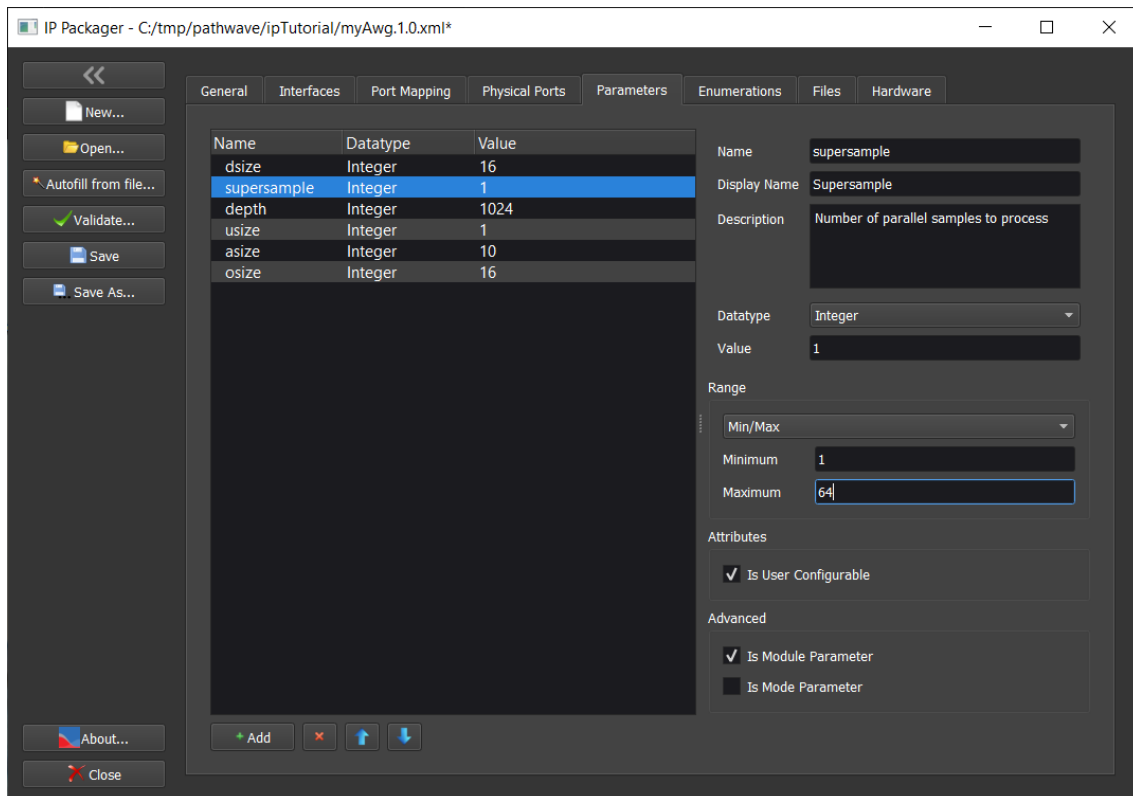 IP Packager - C:/tmp/pathwave/ipTutorial/myAwg.1.0.xml*
New...
Open...
Autofill from file...
Validate...
Save
Save As...
About...
Close
General Interfaces Port Mapping Physical Ports Parameters Enumerations Files Hardware
Name Datatype Value
dsize Integer 16
supersample Integer 1
depth Integer 1024
usize Integer 1
asize Integer 10
osize Integer 16
+ Add
Name supersample
Display Name Supersample
Description Number of parallel samples to process
Datatype Integer
Value 1
Range
Min/Max
Minimum 1
Maximum 64
Attributes
Is User Configurable
Advanced
Is Module Parameter
Is Mode Parameter